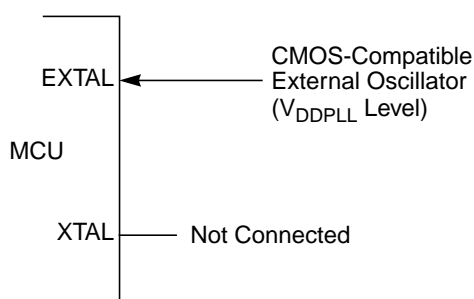 CMOS-Compatible
External Oscillator
(VDDPLL Level)
EXTAL
MCU
XTAL
Not Connected